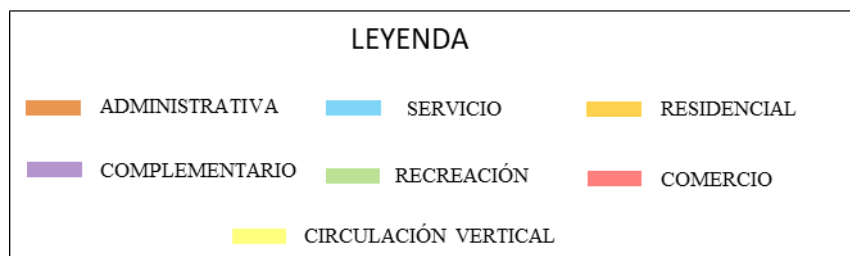 LEYENDA
ADMINISTRATIVA SERVICIO RESIDENCIAL
COMPLEMENTARIO RECREACIÓN COMERCIO
CIRCULACIÓN VERTICAL